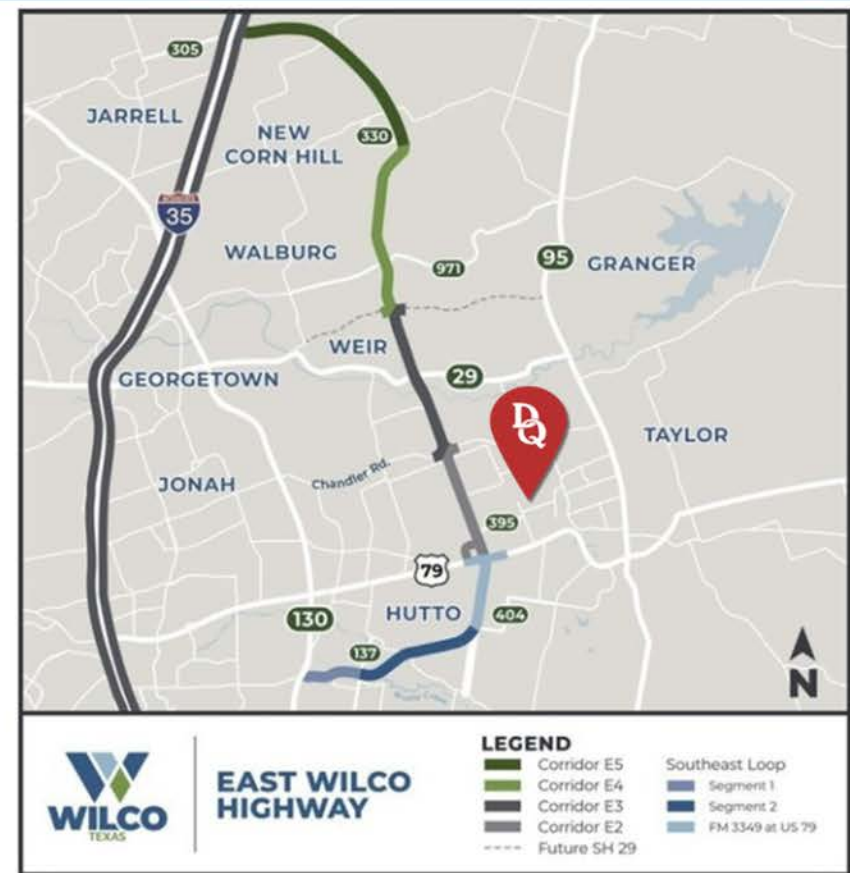 305
JARRELL
NEW
CORN HILL
330
INTERSTATE
35
WALBURG
971
95
GRANGER
WEIR
29
GEORGETOWN
DQ
TAYLOR
JONAH
Chandler Rd.
395
79
HUTTO
130
404
137
N
WILCO
TEXAS
EAST WILCO
HIGHWAY
LEGEND
Corridor E5
Corridor E4
Corridor E3
Corridor E2
Future SH 29
Southeast Loop
Segment 1
Segment 2
FM 3349 at US 79